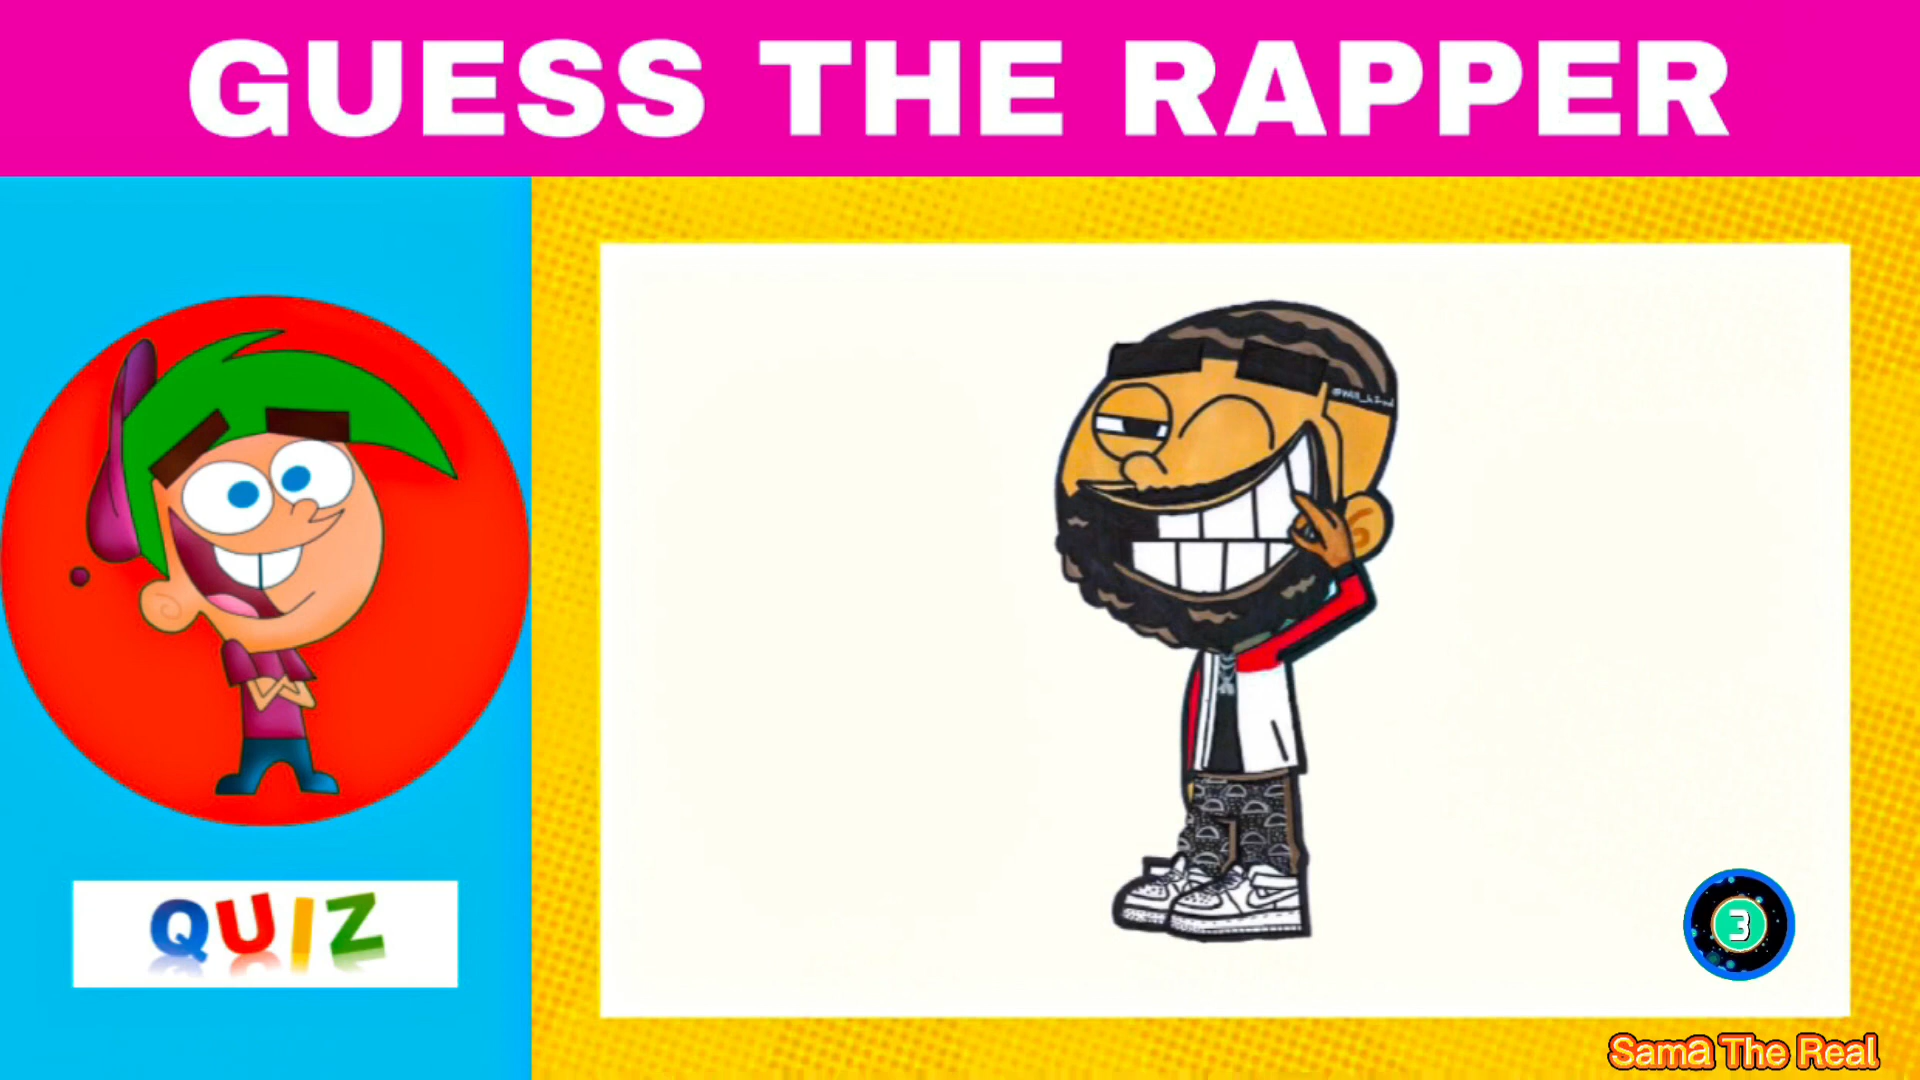 GUESS THE RAPPER
QUIZ
3
Sama The Real